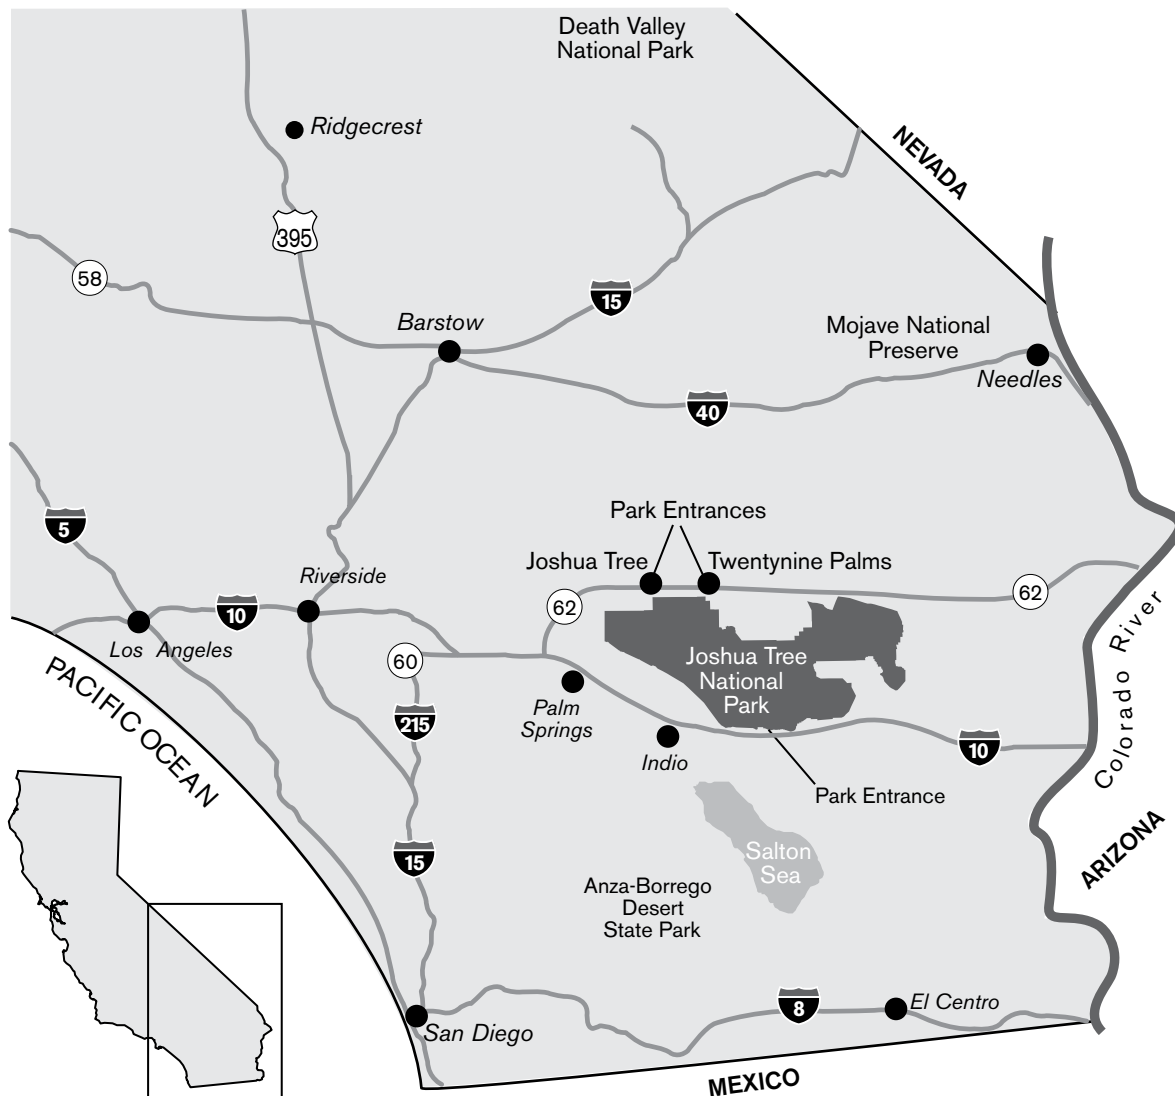 Death Valley
National Park
Ridgecrest
NEVADA
395
58
15
Barstow
Mojave National
Preserve
Needles
40
5
Park Entrances
Joshua Tree
Twentynine Palms
Riverside
10
62
62
Los Angeles
60
Joshua Tree
National
Park
Colorado River
PACIFIC OCEAN
Palm
Springs
215
Indio
10
Park Entrance
ARIZONA
15
Salton
Sea
Anza-Borrego
Desert
State Park
8
El Centro
San Diego
MEXICO